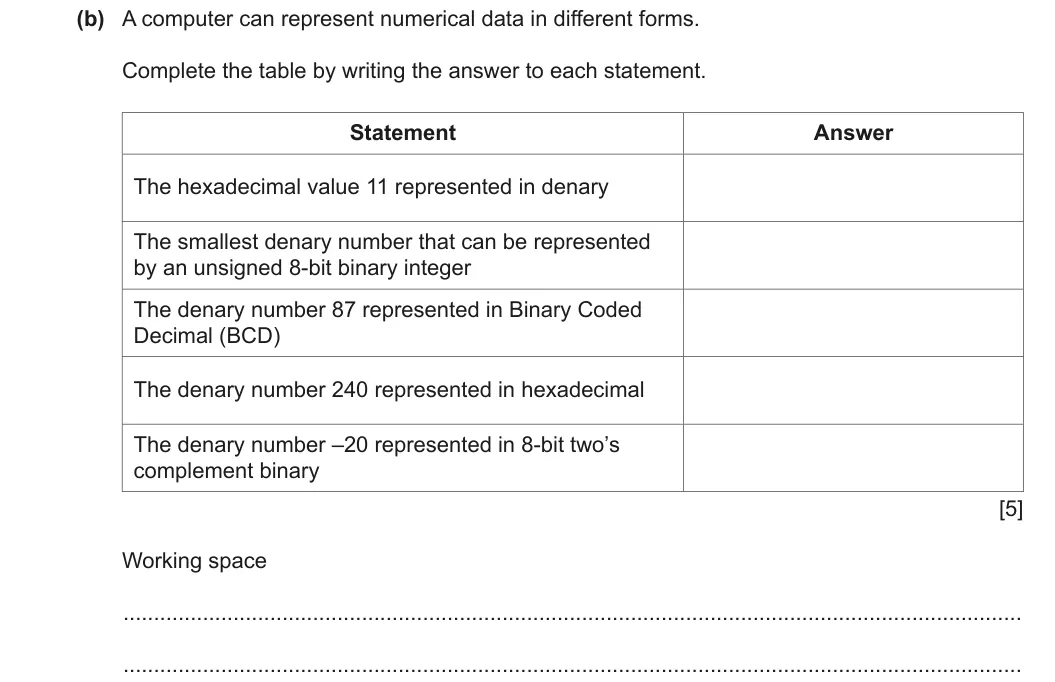 (b) A computer can represent numerical data in different forms.
Complete the table by writing the answer to each statement.
Statement Answer
The hexadecimal value 11 represented in denary
The smallest denary number that can be represented
by an unsigned 8-bit binary integer
The denary number 87 represented in Binary Coded
Decimal (BCD)
The denary number 240 represented in hexadecimal
The denary number –20 represented in 8-bit two’s
complement binary
[5]
Working space